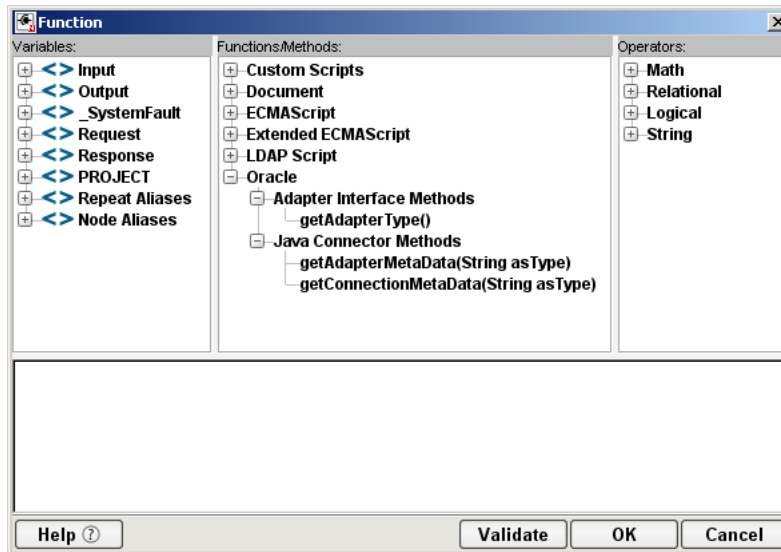 Function
Variables:
Input
Output
_SystemFault
Request
Response
PROJECT
Repeat Aliases
Node Aliases
Functions/Methods:
Custom Scripts
Document
ECMAScript
Extended ECMAScript
LDAP Script
Oracle
Adapter Interface Methods
getAdapterType()
Java Connector Methods
getAdapterMetaData(String asType)
getConnectionMetaData(String asType)
Operators:
Math
Relational
Logical
String
Help ?
Validate
OK
Cancel